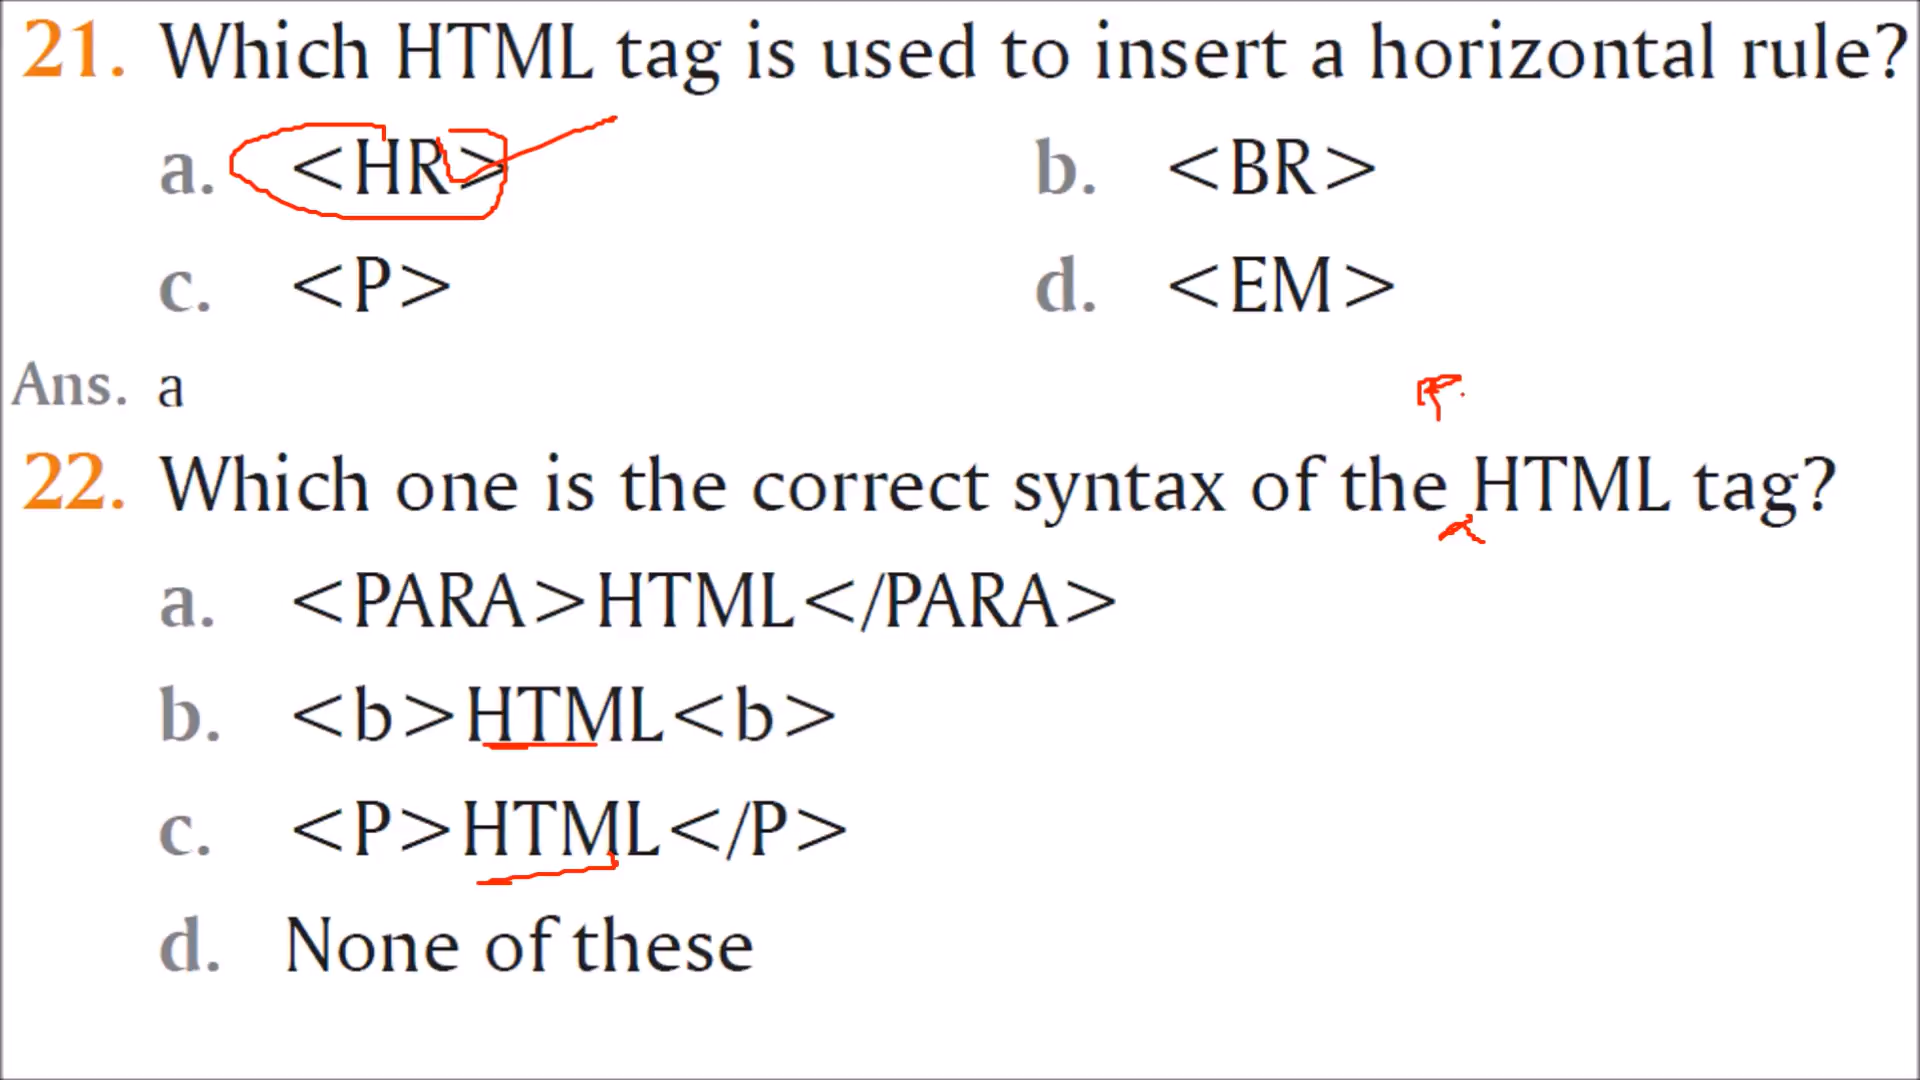 21. Which HTML tag is used to insert a horizontal rule?
a. <HR> b. <BR>
c. <P> d. <EM>
Ans. a
22. Which one is the correct syntax of the HTML tag?
a. <PARA>HTML</PARA>
b. <b>HTML<b>
c. <P>HTML</P>
d. None of these